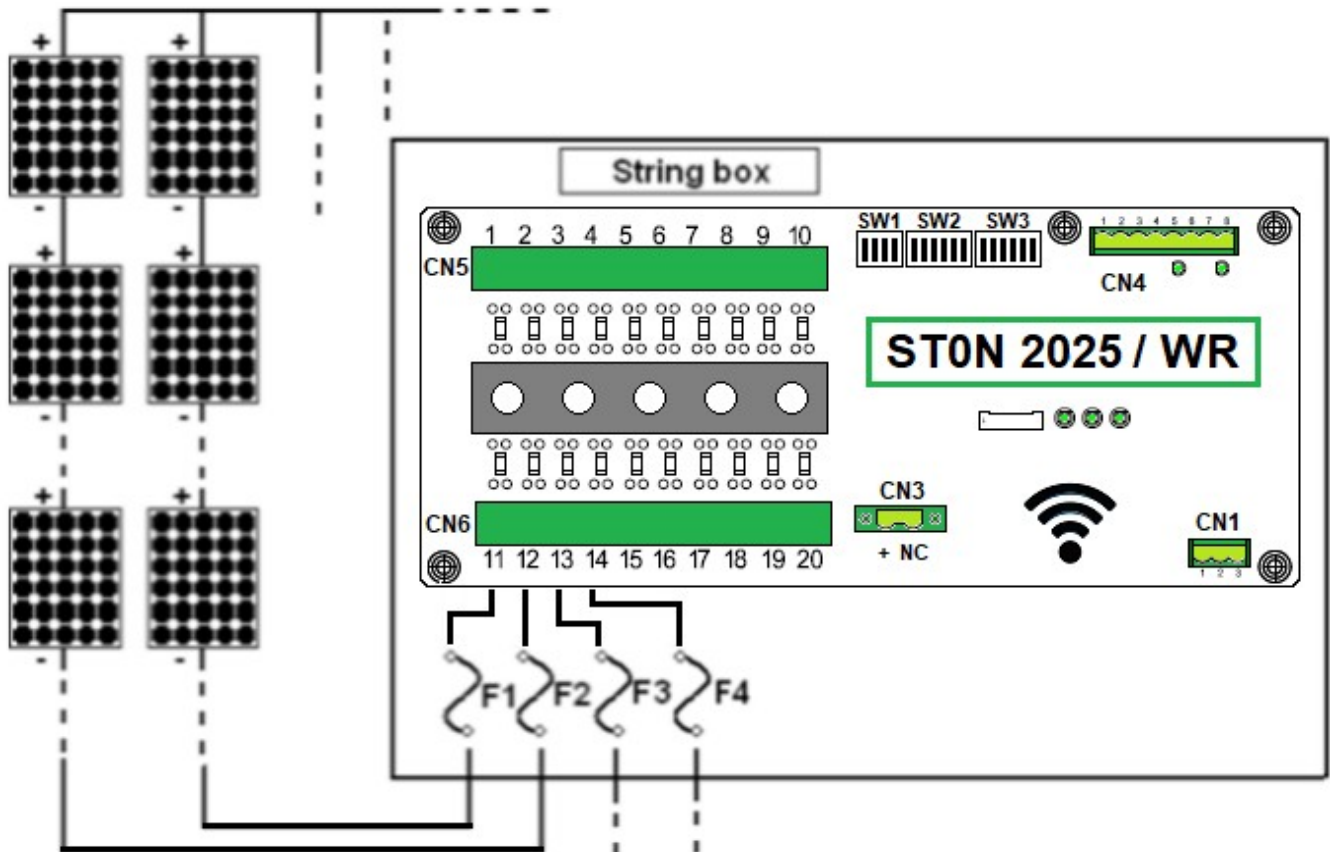 + +
String box
- -
SW1 SW2 SW3
1 2 3 4 5 6 7 8 9 10
1 2 3 4 5 6 7 8
CN5
+ +
CN4
ST0N 2025 / WR
- -
CN3
+ +
CN6
CN1
+ NC
11 12 13 14 15 16 17 18 19 20
1 2 3
- -
F1 F2 F3 F4